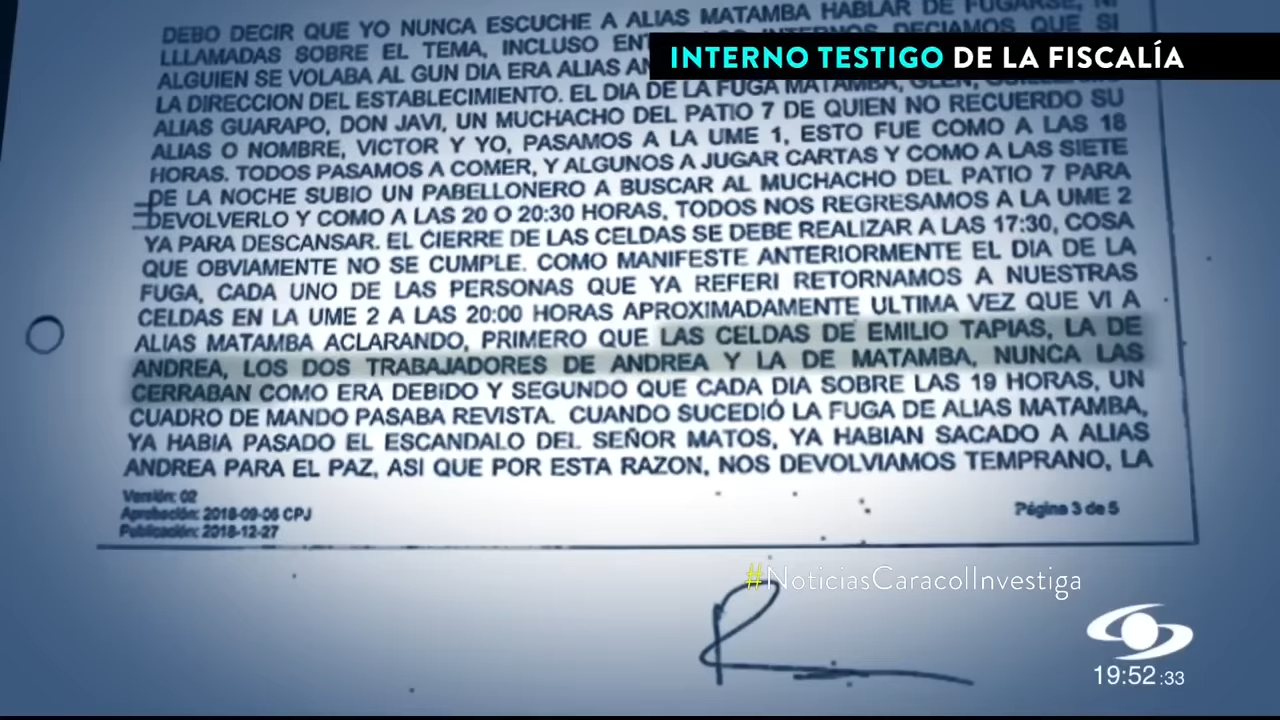 DEBO DECIR QUE YO NUNCA ESCUCHE A ALIAS MATAMBA HABLAR DE FUGARSE, NI
LLLAMADAS SOBRE EL TEMA, INCLUSO INTERNOS DECIAMOS QUE SI
INTERNO TESTIGO DE LA FISCALÍA
ALGUIEN SE VOLABA AL GUN DIA ERA ALIAS
LA DIRECCION DEL ESTABLECIMIENTO. EL DIA DE LA FUGA MATAMBA, GLEN,
ALIAS GUARAPO, DON JAVI, UN MUCHACHO DEL PATIO 7 DE QUIEN NO RECUERDO SU
ALIAS O NOMBRE, VICTOR Y YO, PASAMOS A LA UME 1, ESTO FUE COMO A LAS 18
HORAS. TODOS PASAMOS A COMER, Y ALGUNOS A JUGAR CARTAS Y COMO A LAS SIETE
DE LA NOCHE SUBIO UN PABELLONERO A BUSCAR AL MUCHACHO DEL PATIO 7 PARA
DEVOLVERLO Y COMO A LAS 20 O 20:30 HORAS, TODOS NOS REGRESAMOS A LA UME 2
YA PARA DESCANSAR. EL CIERRE DE LAS CELDAS SE DEBE REALIZAR A LAS 17:30, COSA
QUE OBVIAMENTE NO SE CUMPLE. COMO MANIFESTE ANTERIORMENTE EL DIA DE LA
FUGA, CADA UNO DE LAS PERSONAS QUE YA REFERI RETORNAMOS A NUESTRAS
CELDAS EN LA UME 2 A LAS 20:00 HORAS APROXIMADAMENTE ULTIMA VEZ QUE VI A
ALIAS MATAMBA ACLARANDO, PRIMERO QUE LAS CELDAS DE EMILIO TAPIAS, LA DE
ANDREA, LOS DOS TRABAJADORES DE ANDREA Y LA DE MATAMBA, NUNCA LAS
CERRABAN COMO ERA DEBIDO Y SEGUNDO QUE CADA DIA SOBRE LAS 19 HORAS, UN
CUADRO DE MANDO PASABA REVISTA. CUANDO SUCEDIÓ LA FUGA DE ALIAS MATAMBA,
YA HABIA PASADO EL ESCANDALO DEL SEÑOR MATOS, YA HABIAN SACADO A ALIAS
ANDREA PARA EL PAZ, ASI QUE POR ESTA RAZON, NOS DEVOLVIAMOS TEMPRANO, LA
Versión: 02
Aprobación: 2018-09-06 CPJ
Publicación: 2018-12-27
Página 3 de 5
#NoticiasCaracolInvestiga
19:52:33